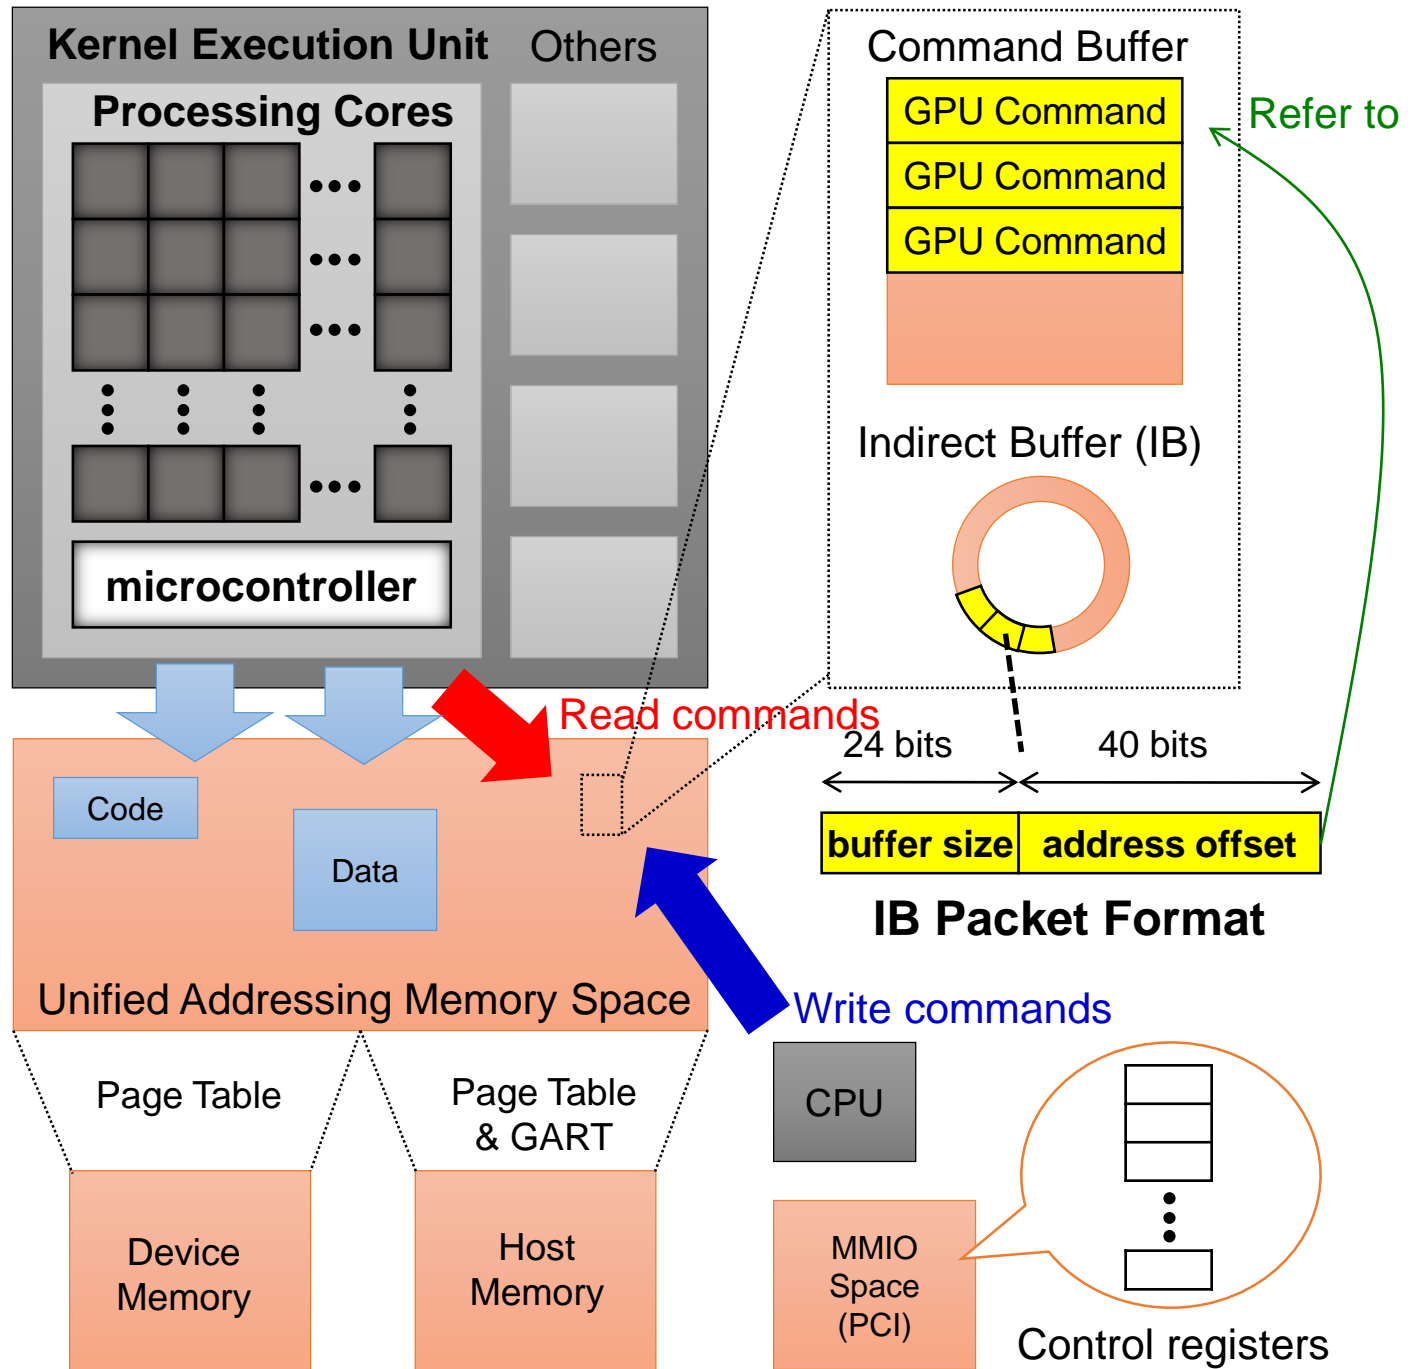 Kernel Execution Unit
Others
Processing Cores
microcontroller
Command Buffer
GPU Command
GPU Command
GPU Command
Refer to
Indirect Buffer (IB)
Read commands
24 bits
40 bits
buffer size
address offset
IB Packet Format
Code
Data
Unified Addressing Memory Space
Write commands
Page Table
Page Table
& GART
CPU
Device
Memory
Host
Memory
MMIO
Space
(PCI)
Control registers